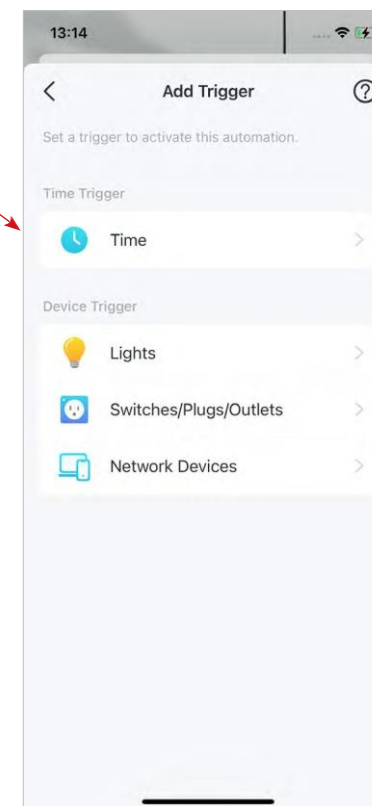 13:14
Add Trigger
Set a trigger to activate this automation.
Time Trigger
Time
Device Trigger
Lights
Switches/Plugs/Outlets
Network Devices